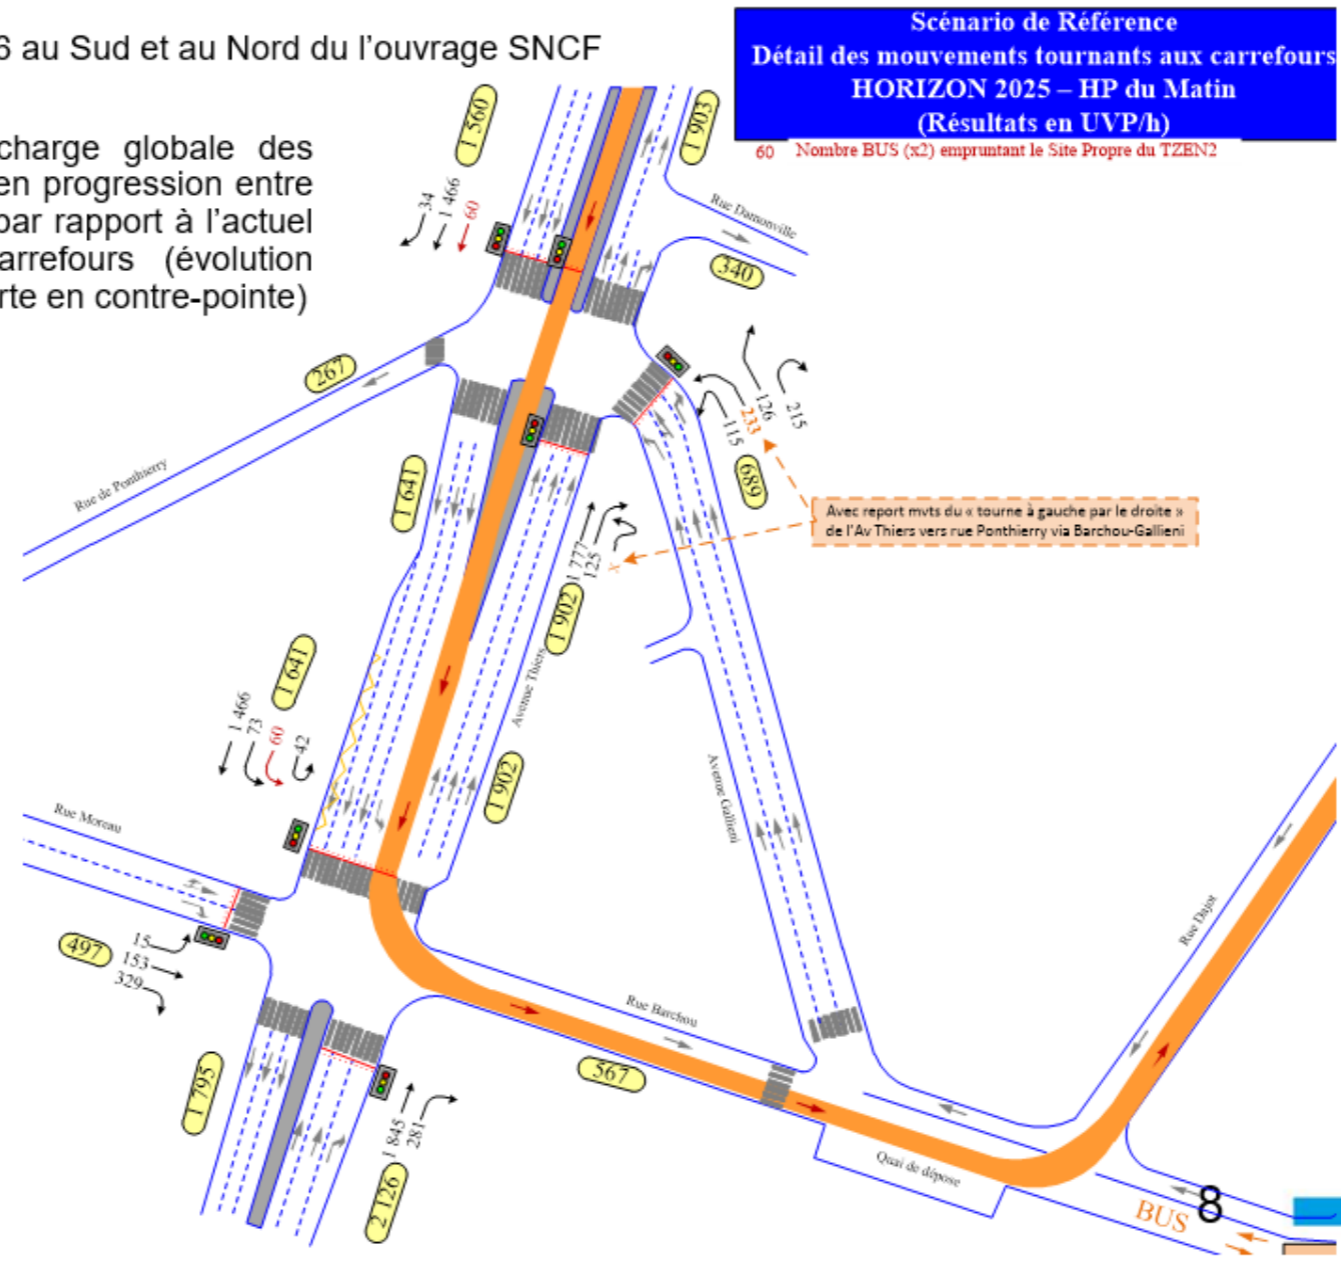 6 au Sud et au Nord du l’ouvrage SNCF
Scénario de Référence
Détail des mouvements tournants aux carrefours
HORIZON 2025 – HP du Matin
(Résultats en UVP/h)
60 Nombre BUS (x2) empruntant le Site Propre du TZEN2
charge globale des
en progression entre
par rapport à l’actuel
arrefours (évolution
rte en contre-pointe)
1 560
1 903
34
1 466
60
Rue Damonville
340
267
Rue de Ponthierry
1 641
115
233
126
215
689
Avec report mvts du « tourne à gauche par le droite »
de l’Av Thiers vers rue Ponthierry via Barchou-Gallieni
1 777
125
x
1 902
Avenue Thiers
1 641
1 466
73
60
42
1 902
Avenue Gallieni
Rue Moreau
497
15
153
329
Rue Dajot
Rue Barchou
567
1 795
1 845
281
2 126
Quai de dépose
BUS
8